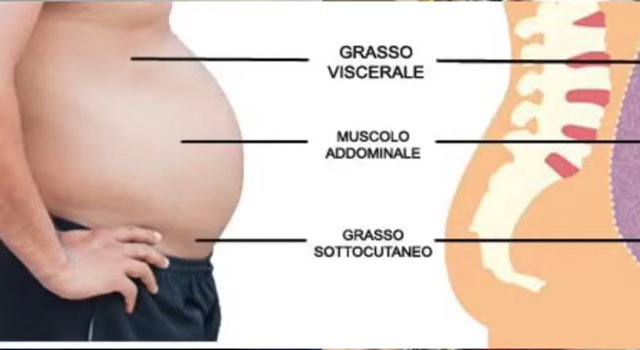 GRASSO
VISCERALE
MUSCOLO
ADDOMINALE
GRASSO
SOTTOCUTANEO